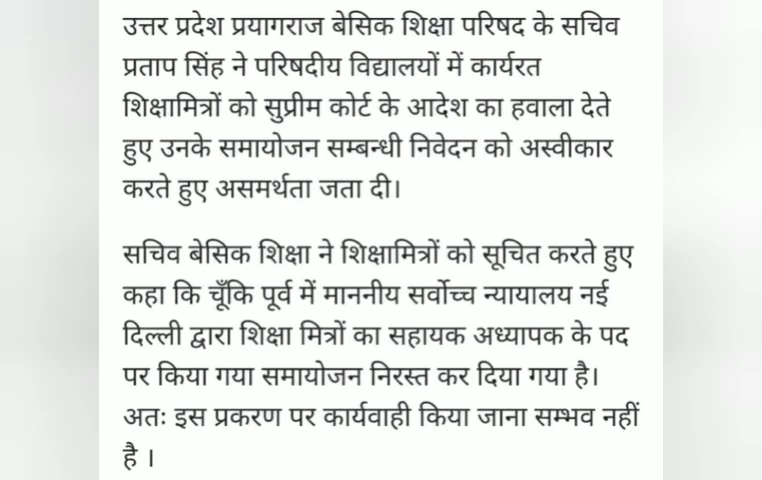 उत्तर प्रदेश प्रयागराज बेसिक शिक्षा परिषद के सचिव
प्रताप सिंह ने परिषदीय विद्यालयों में कार्यरत
शिक्षामित्रों को सुप्रीम कोर्ट के आदेश का हवाला देते
हुए उनके समायोजन सम्बन्धी निवेदन को अस्वीकार
करते हुए असमर्थता जता दी।
सचिव बेसिक शिक्षा ने शिक्षामित्रों को सूचित करते हुए
कहा कि चूँकि पूर्व में माननीय सर्वोच्च न्यायालय नई
दिल्ली द्वारा शिक्षा मित्रों का सहायक अध्यापक के पद
पर किया गया समायोजन निरस्त कर दिया गया है।
अतः इस प्रकरण पर कार्यवाही किया जाना सम्भव नहीं
है ।